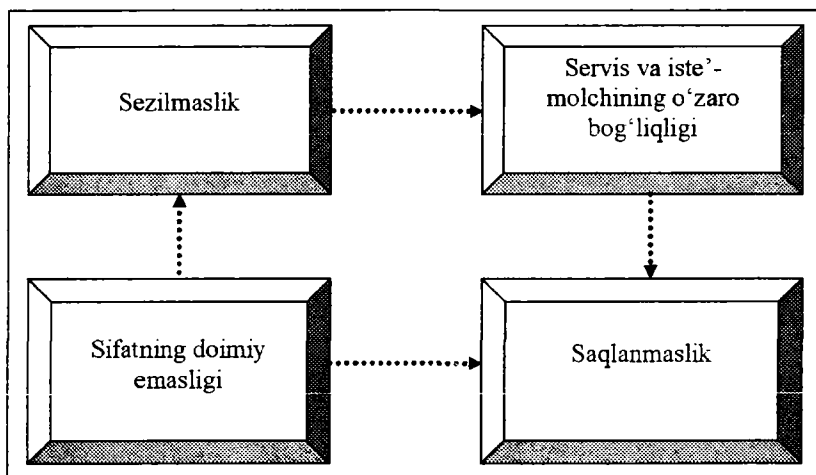 Sezilmaslik
Servis va iste’-
molchining o‘zaro
bog‘liqligi
Sifatning doimiy
emasligi
Saqlanmaslik